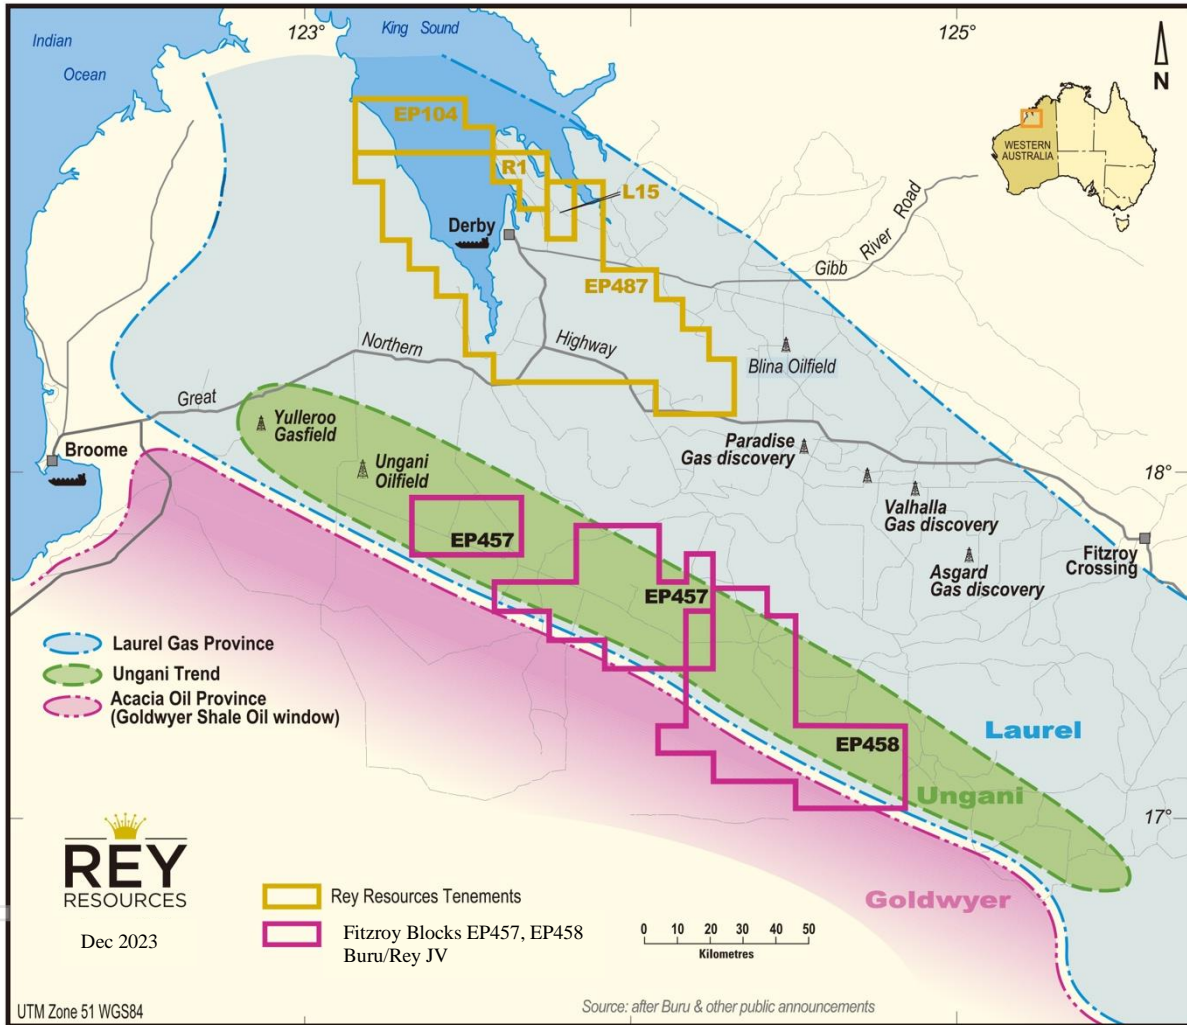 123°
125°
Indian
Ocean
King Sound
N
WESTERN
AUSTRALIA
EP104
R1
L15
Derby
Gibb River Road
EP487
Northern
Highway
Blina Oilfield
Great
Yulleroo
Gasfield
Broome
Ungani
Oilfield
Paradise
Gas discovery
18°
Valhalla
Gas discovery
Fitzroy
Crossing
Asgard
Gas discovery
EP457
EP457
Laurel Gas Province
Ungani Trend
Acacia Oil Province
(Goldwyer Shale Oil window)
Laurel
EP458
Ungani
17°
Goldwyer
REY
RESOURCES
Dec 2023
Rey Resources Tenements
Fitzroy Blocks EP457, EP458
Buru/Rey JV
0 10 20 30 40 50
Kilometres
UTM Zone 51 WGS84
Source: after Buru & other public announcements